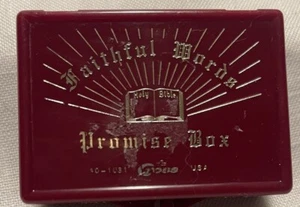 Faithful Words
Holy Bible
Promise Box
USA